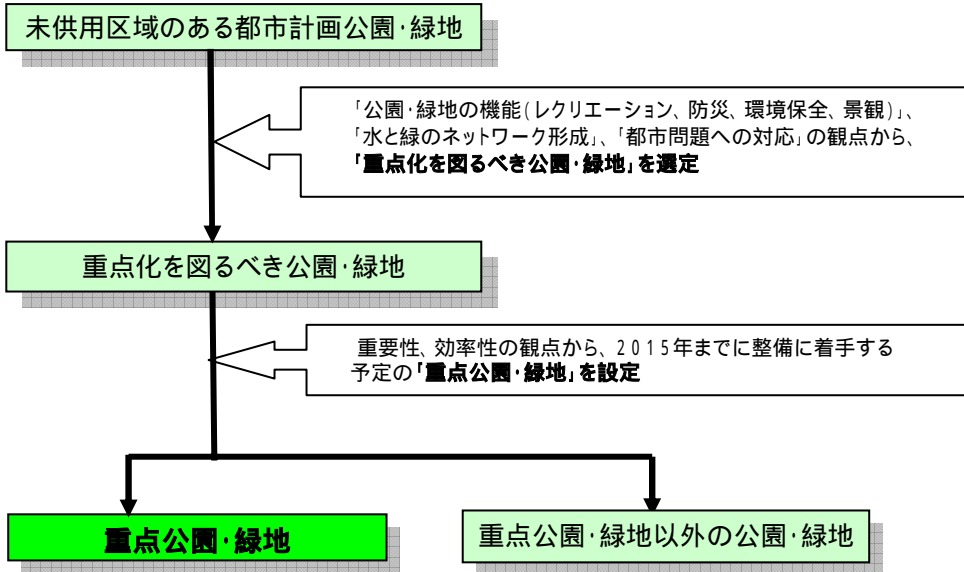 未供用区域のある都市計画公園･緑地
｢公園･緑地の機能(レクリエーション、防災、環境保全、景観)｣、
｢水と緑のネットワーク形成｣、｢都市問題への対応｣の観点から、
｢重点化を図るべき公園･緑地｣を選定
重点化を図るべき公園･緑地
重要性、効率性の観点から、２０１５年までに整備に着手する
予定の｢重点公園･緑地｣を設定
重点公園･緑地
重点公園･緑地以外の公園･緑地